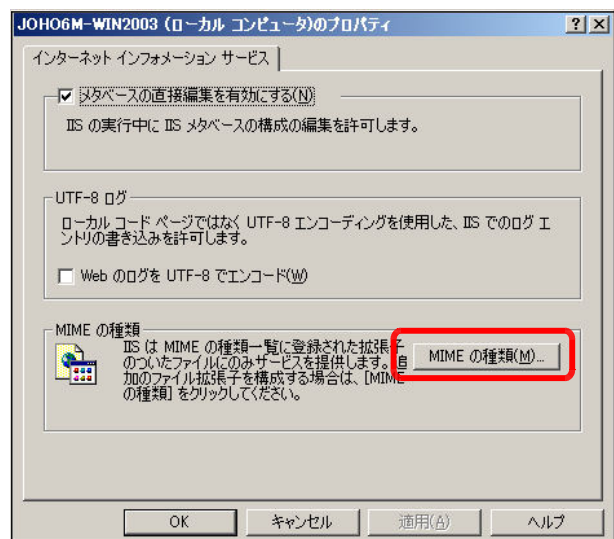 JOHO6M-WIN2003 (ローカル コンピュータ)のプロパティ
インターネット インフォメーション サービス
メタベースの直接編集を有効にする(N)
IIS の実行中に IIS メタベースの構成の編集を許可します。
UTF-8 ログ
ローカル コード ページではなく UTF-8 エンコーディングを使用した、IIS でのログ エ
ントリの書き込みを許可します。
Web のログを UTF-8 でエンコード(W)
MIME の種類
IIS は MIME の種類一覧に登録された拡張子
のついたファイルにのみサービスを提供します。追
加のファイル拡張子を構成する場合は、[MIME
の種類] をクリックしてください。
MIME の種類(M)...
OK キャンセル 適用(A) ヘルプ